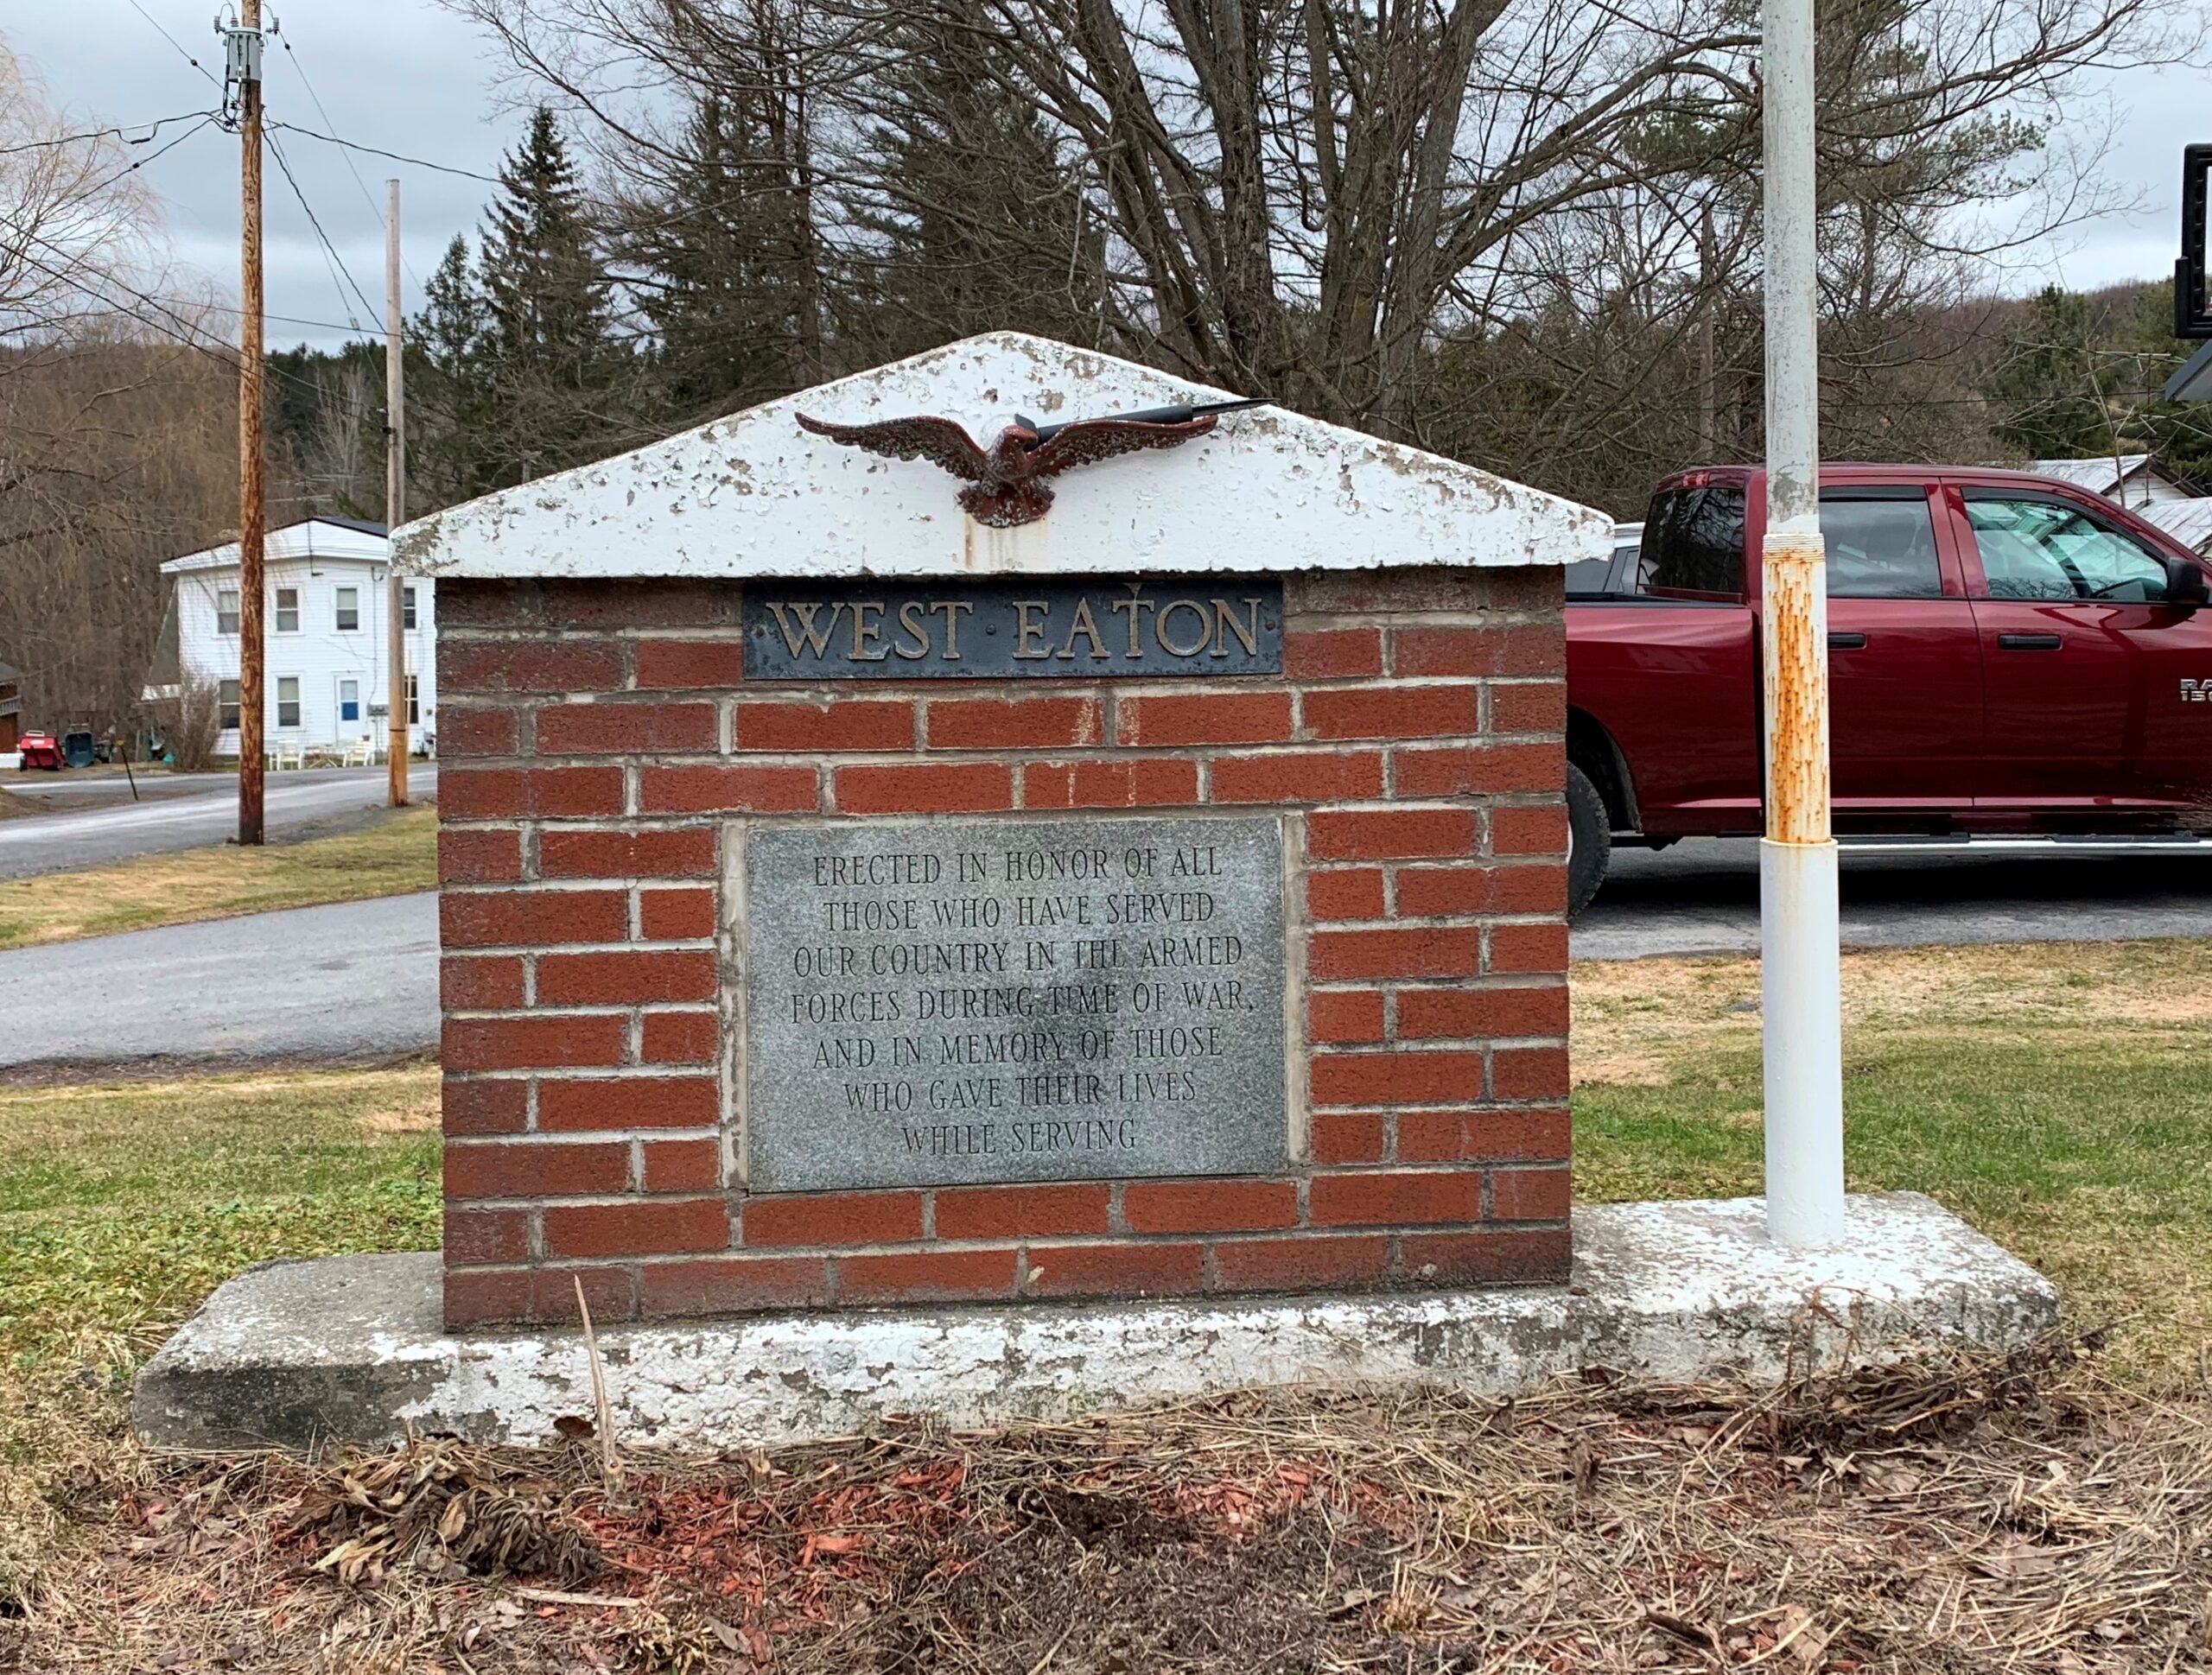 WEST EATON
ERECTED IN HONOR OF ALL
THOSE WHO HAVE SERVED
OUR COUNTRY IN THE ARMED
FORCES DURING TIME OF WAR,
AND IN MEMORY OF THOSE
WHO GAVE THEIR LIVES
WHILE SERVING